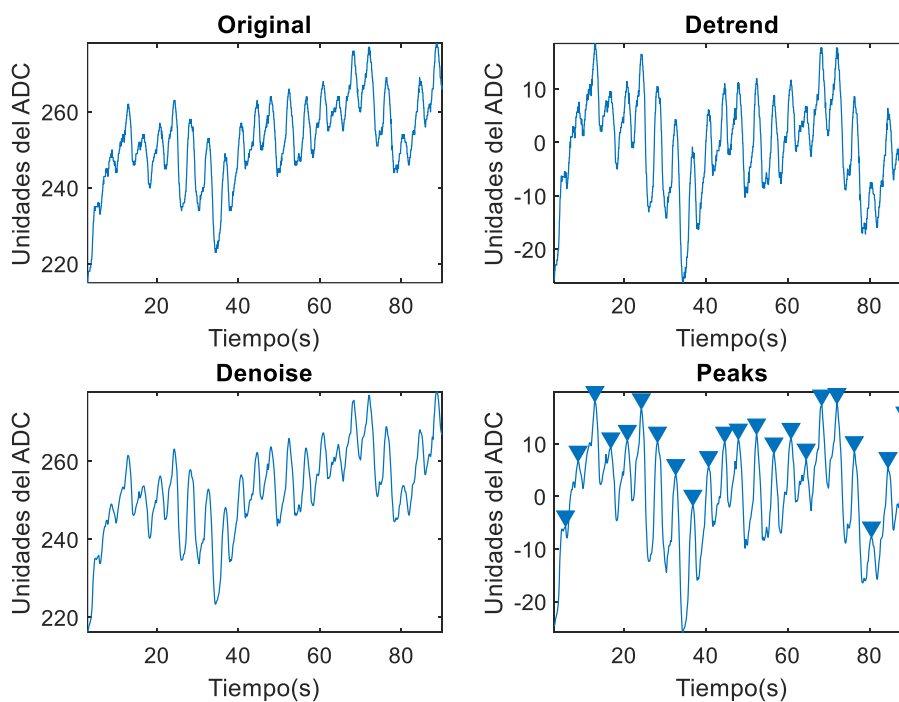 Original
Unidades del ADC
260
240
220
20 40 60 80
Tiempo(s)
Detrend
Unidades del ADC
10
0
-10
-20
20 40 60 80
Tiempo(s)
Denoise
Unidades del ADC
260
240
220
20 40 60 80
Tiempo(s)
Peaks
Unidades del ADC
10
0
-10
-20
20 40 60 80
Tiempo(s)